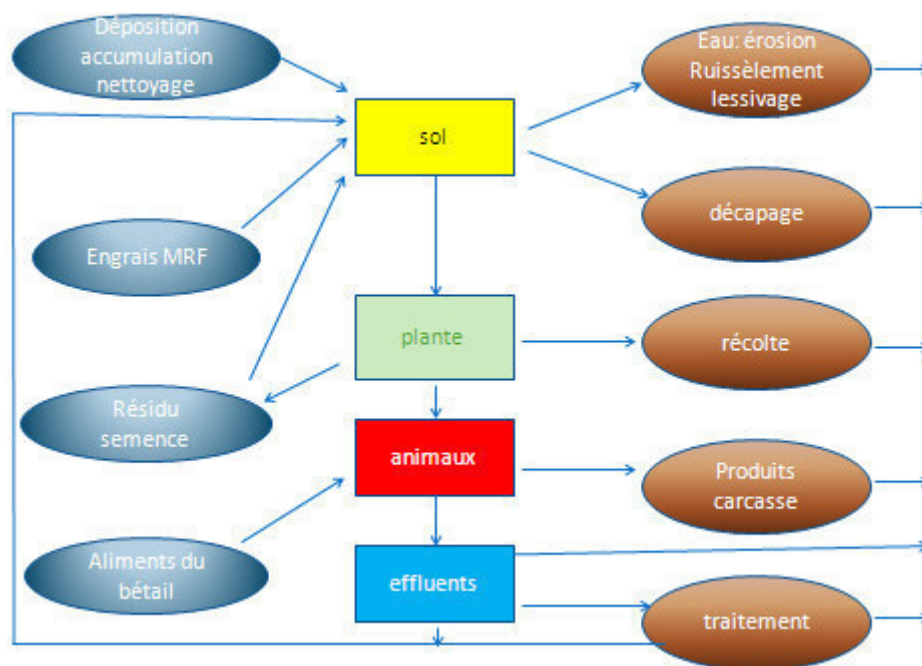 Déposition
accumulation
nettoyage
Eau: érosion
Ruissèlement
lessivage
sol
décapage
Engrais MRF
plante
récolte
Résidu
semence
animaux
Produits
carcasse
Aliments du
bétail
effluents
traitement